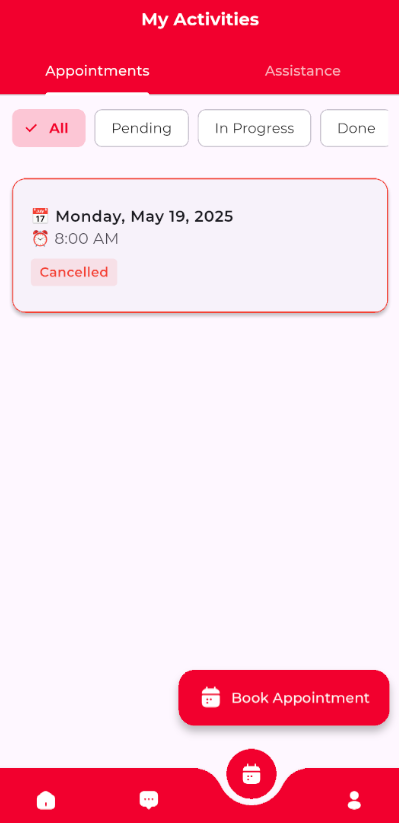 My Activities
Appointments
Assistance
All
Pending
In Progress
Done
Monday, May 19, 2025
8:00 AM
Cancelled
Book Appointment